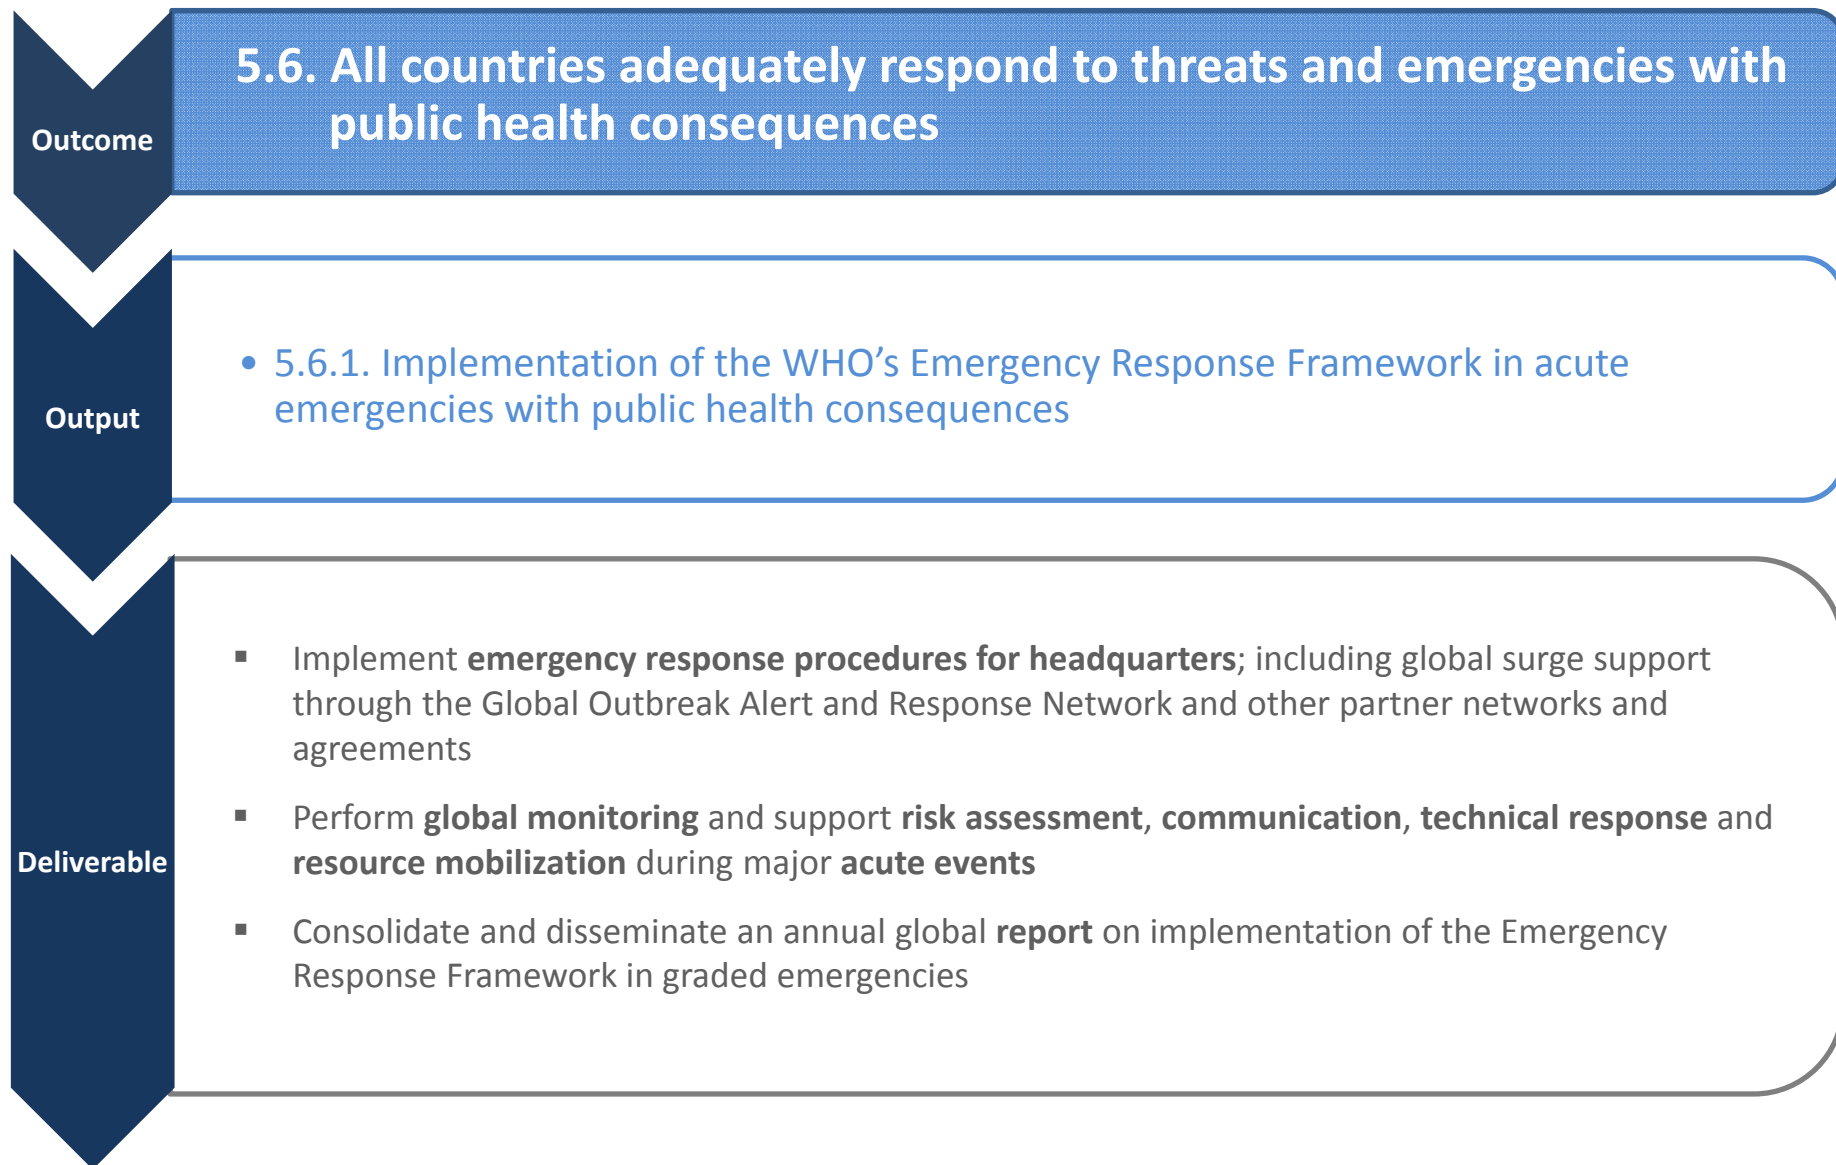 5.6. All countries adequately respond to threats and emergencies with
public health consequences
Outcome
• 5.6.1. Implementation of the WHO’s Emergency Response Framework in acute
emergencies with public health consequences
Output
▪ Implement emergency response procedures for headquarters; including global surge support
through the Global Outbreak Alert and Response Network and other partner networks and
agreements
▪ Perform global monitoring and support risk assessment, communication, technical response and
resource mobilization during major acute events
Deliverable
▪ Consolidate and disseminate an annual global report on implementation of the Emergency
Response Framework in graded emergencies